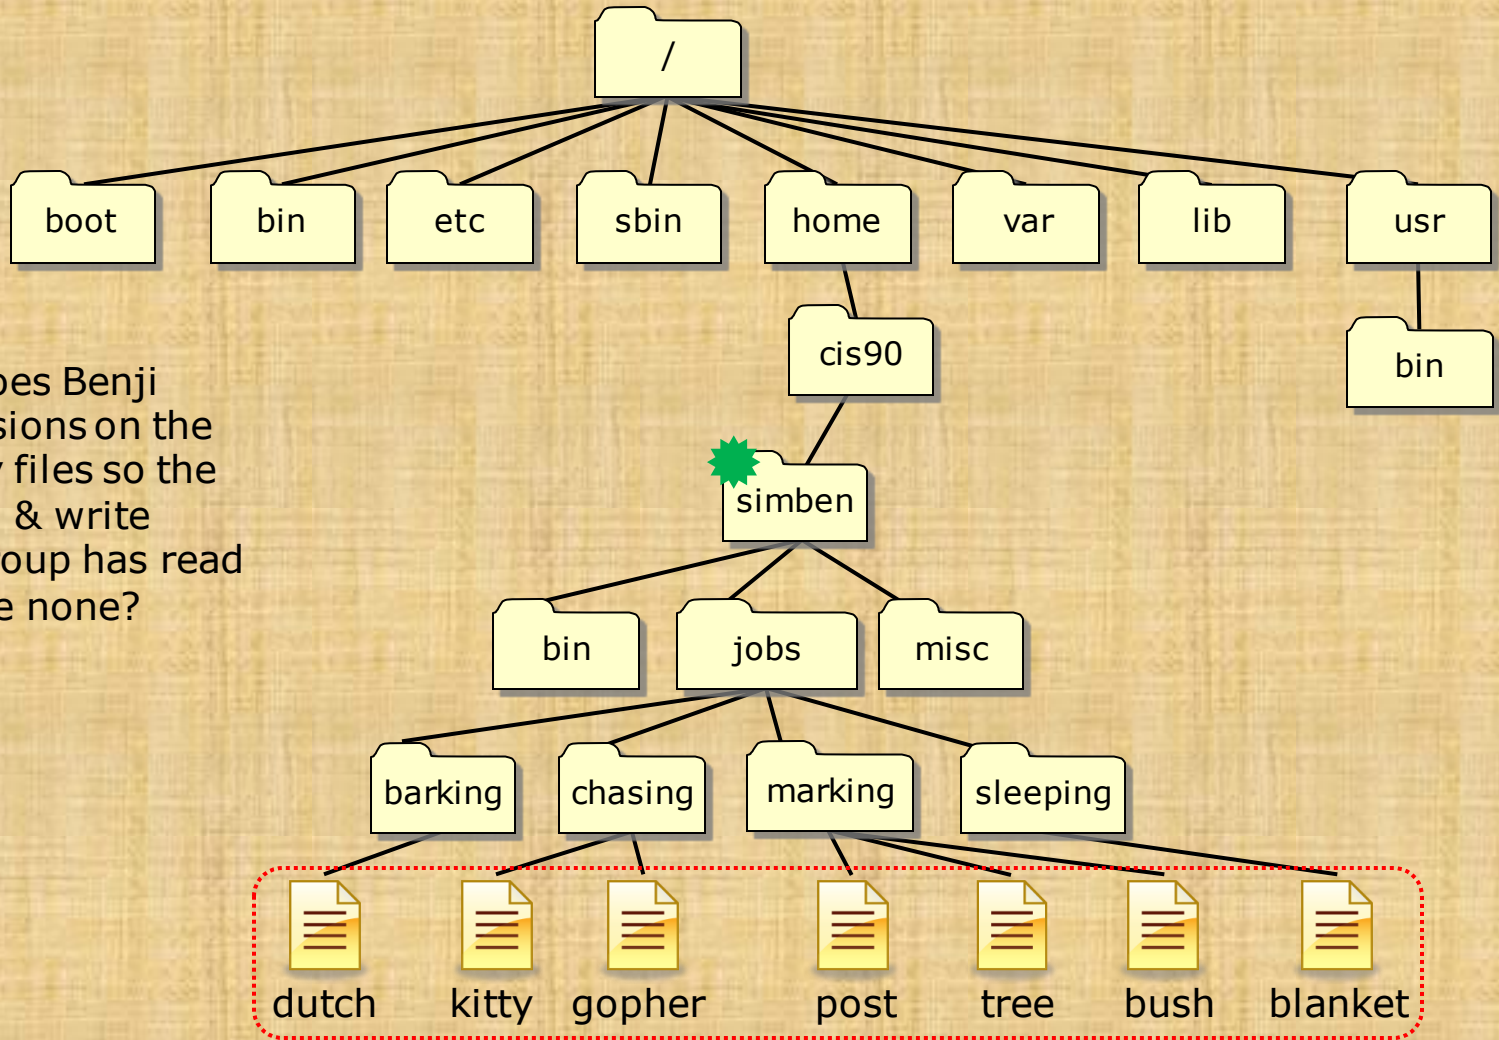 /
boot bin etc sbin home var lib usr
cis90
bin
oes Benji
sions on the
files so the
& write
simben
oup has read
e none?
bin jobs misc
barking chasing marking sleeping
dutch kitty gopher post tree bush blanket